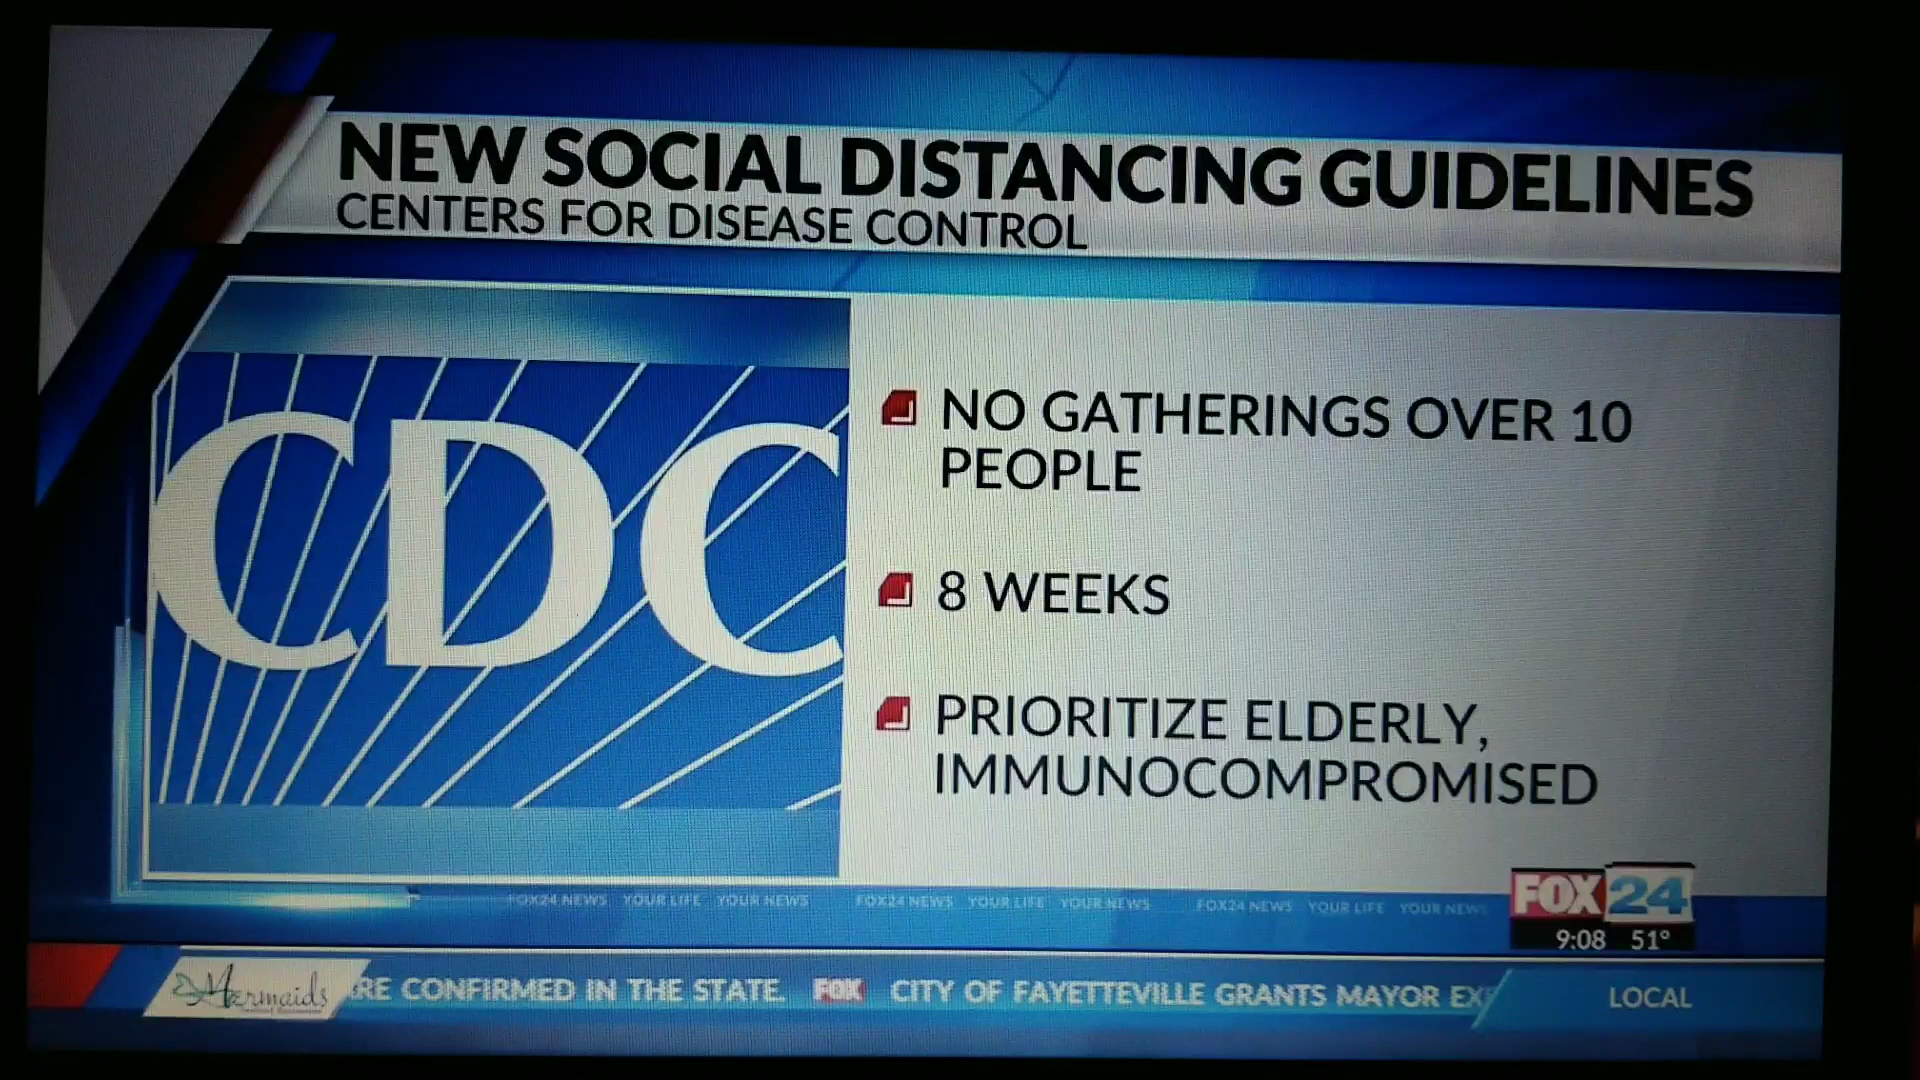 NEW SOCIAL DISTANCING GUIDELINES
CENTERS FOR DISEASE CONTROL
CDC
NO GATHERINGS OVER 10
PEOPLE
8 WEEKS
PRIORITIZE ELDERLY,
IMMUNOCOMPROMISED
FOX24 NEWS YOUR LIFE YOUR NEWS FOX24 NEWS YOUR LIFE YOUR NEWS FOX24 NEWS YOUR LIFE YOUR NEWS
FOX 24
9:08 51°
Mermaids
RE CONFIRMED IN THE STATE. FOX CITY OF FAYETTEVILLE GRANTS MAYOR EX
LOCAL